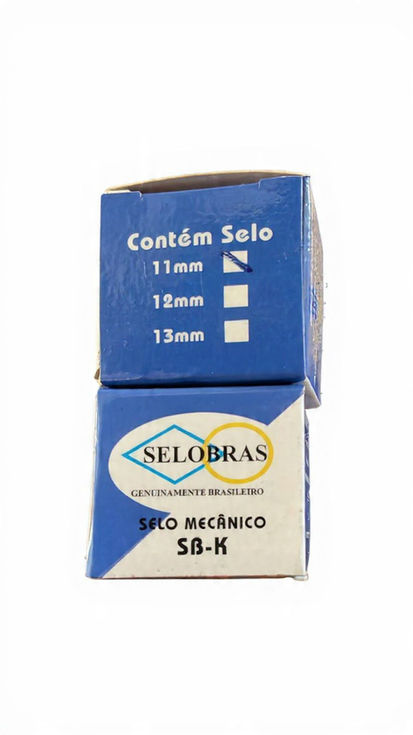 Contém Selo
11mm
12mm
13mm
SELOBRAS
GENUINAMENTE BRASILEIRO
SELO MECÂNICO
SB-K